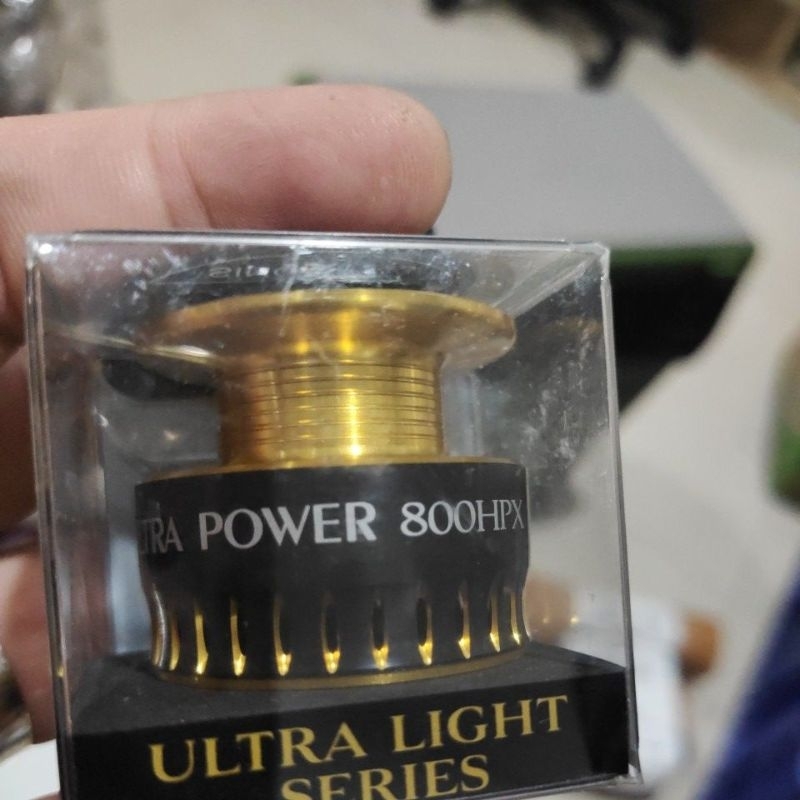 TRA POWER 800HPX
ULTRA LIGHT
SERIES